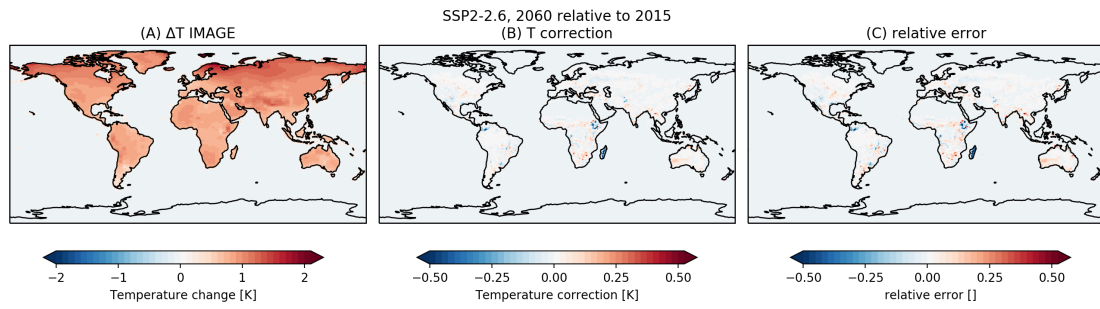 SSP2-2.6, 2060 relative to 2015
(A) ΔT IMAGE
(B) T correction
(C) relative error
−2 −1 0 1 2
Temperature change [K]
−0.50 −0.25 0.00 0.25 0.50
Temperature correction [K]
−0.50 −0.25 0.00 0.25 0.50
relative error []